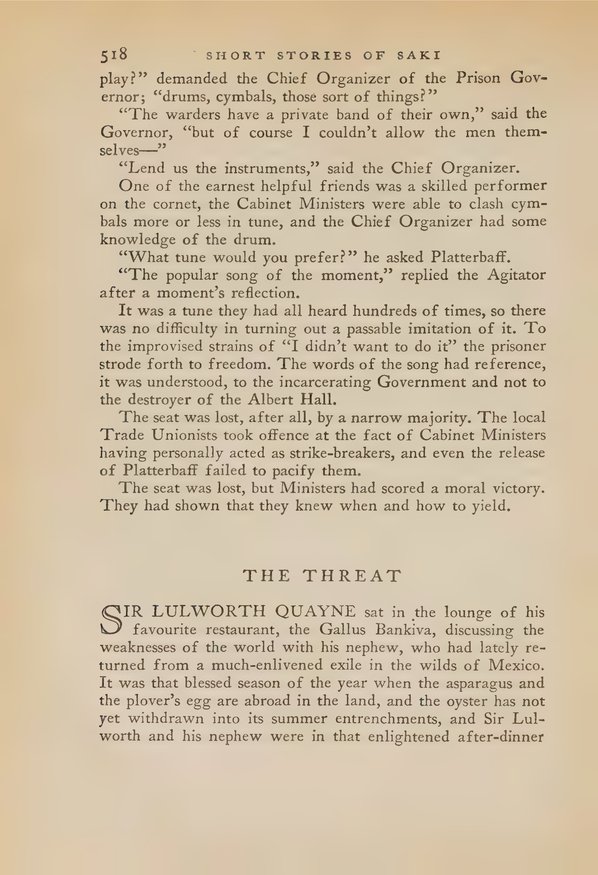 518 SHORT STORIES OF SAKI
play?” demanded the Chief Organizer of the Prison Gov-
ernor; “drums, cymbals, those sort of things?”
“The warders have a private band of their own,” said the
Governor, “but of course I couldn’t allow the men them-
selves—”
“Lend us the instruments,” said the Chief Organizer.
One of the earnest helpful friends was a skilled performer
on the cornet, the Cabinet Ministers were able to clash cym-
bals more or less in tune, and the Chief Organizer had some
knowledge of the drum.
“What tune would you prefer?” he asked Platterbaff.
“The popular song of the moment,” replied the Agitator
after a moment’s reflection.
It was a tune they had all heard hundreds of times, so there
was no difficulty in turning out a passable imitation of it. To
the improvised strains of “I didn’t want to do it” the prisoner
strode forth to freedom. The words of the song had reference,
it was understood, to the incarcerating Government and not to
the destroyer of the Albert Hall.
The seat was lost, after all, by a narrow majority. The local
Trade Unionists took offence at the fact of Cabinet Ministers
having personally acted as strike-breakers, and even the release
of Platterbaff failed to pacify them.
The seat was lost, but Ministers had scored a moral victory.
They had shown that they knew when and how to yield.
THE THREAT
SIR LULWORTH QUAYNE sat in the lounge of his
favourite restaurant, the Gallus Bankiva, discussing the
weaknesses of the world with his nephew, who had lately re-
turned from a much-enlivened exile in the wilds of Mexico.
It was that blessed season of the year when the asparagus and
the plover’s egg are abroad in the land, and the oyster has not
yet withdrawn into its summer entrenchments, and Sir Lul-
worth and his nephew were in that enlightened after-dinner